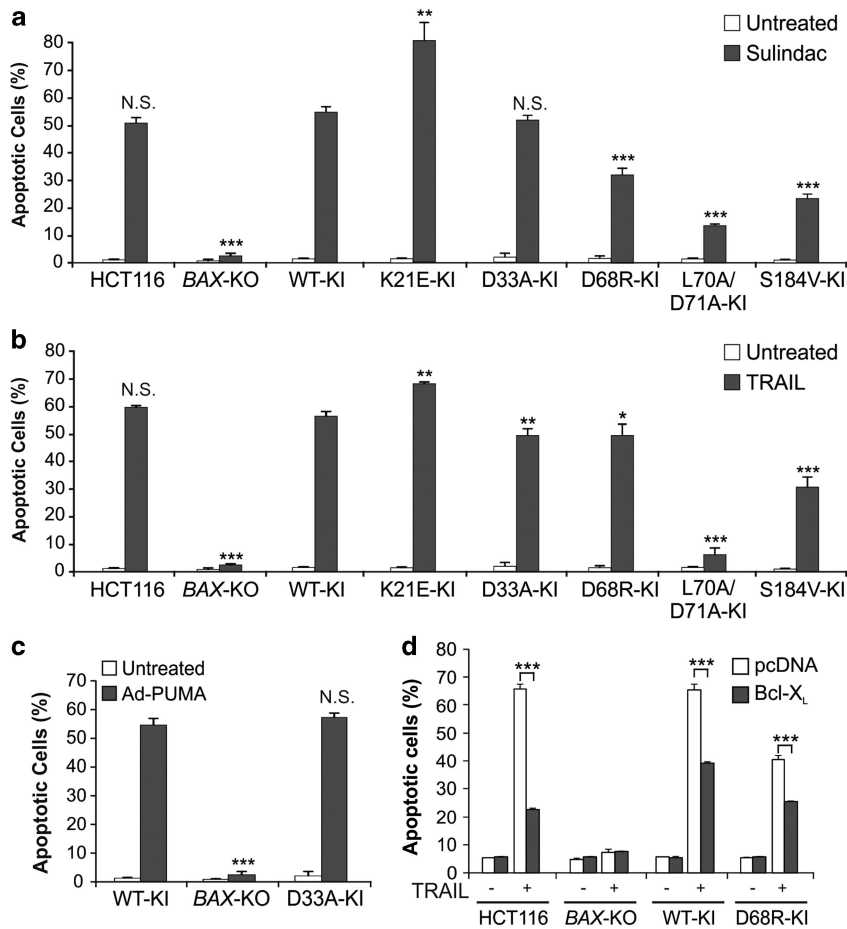 a
Untreated
Sulindac
Apoptotic Cells (%)
80
70
60
50
40
30
20
10
0
N.S.
***
**
N.S.
***
***
***
HCT116
BAX-KO
WT-KI
K21E-KI
D33A-KI
D68R-KI
L70A/
D71A-KI
S184V-KI
b
Untreated
TRAIL
Apoptotic Cells (%)
80
70
60
50
40
30
20
10
0
N.S.
***
**
**
*
***
***
HCT116
BAX-KO
WT-KI
K21E-KI
D33A-KI
D68R-KI
L70A/
D71A-KI
S184V-KI
c
Untreated
Ad-PUMA
Apoptotic Cells (%)
70
60
50
40
30
20
10
0
***
N.S.
WT-KI
BAX-KO
D33A-KI
d
pcDNA
Bcl-XL
Apoptotic cells (%)
80
70
60
50
40
30
20
10
0
***
***
***
TRAIL - + - + - + - +
HCT116
BAX-KO
WT-KI
D68R-KI